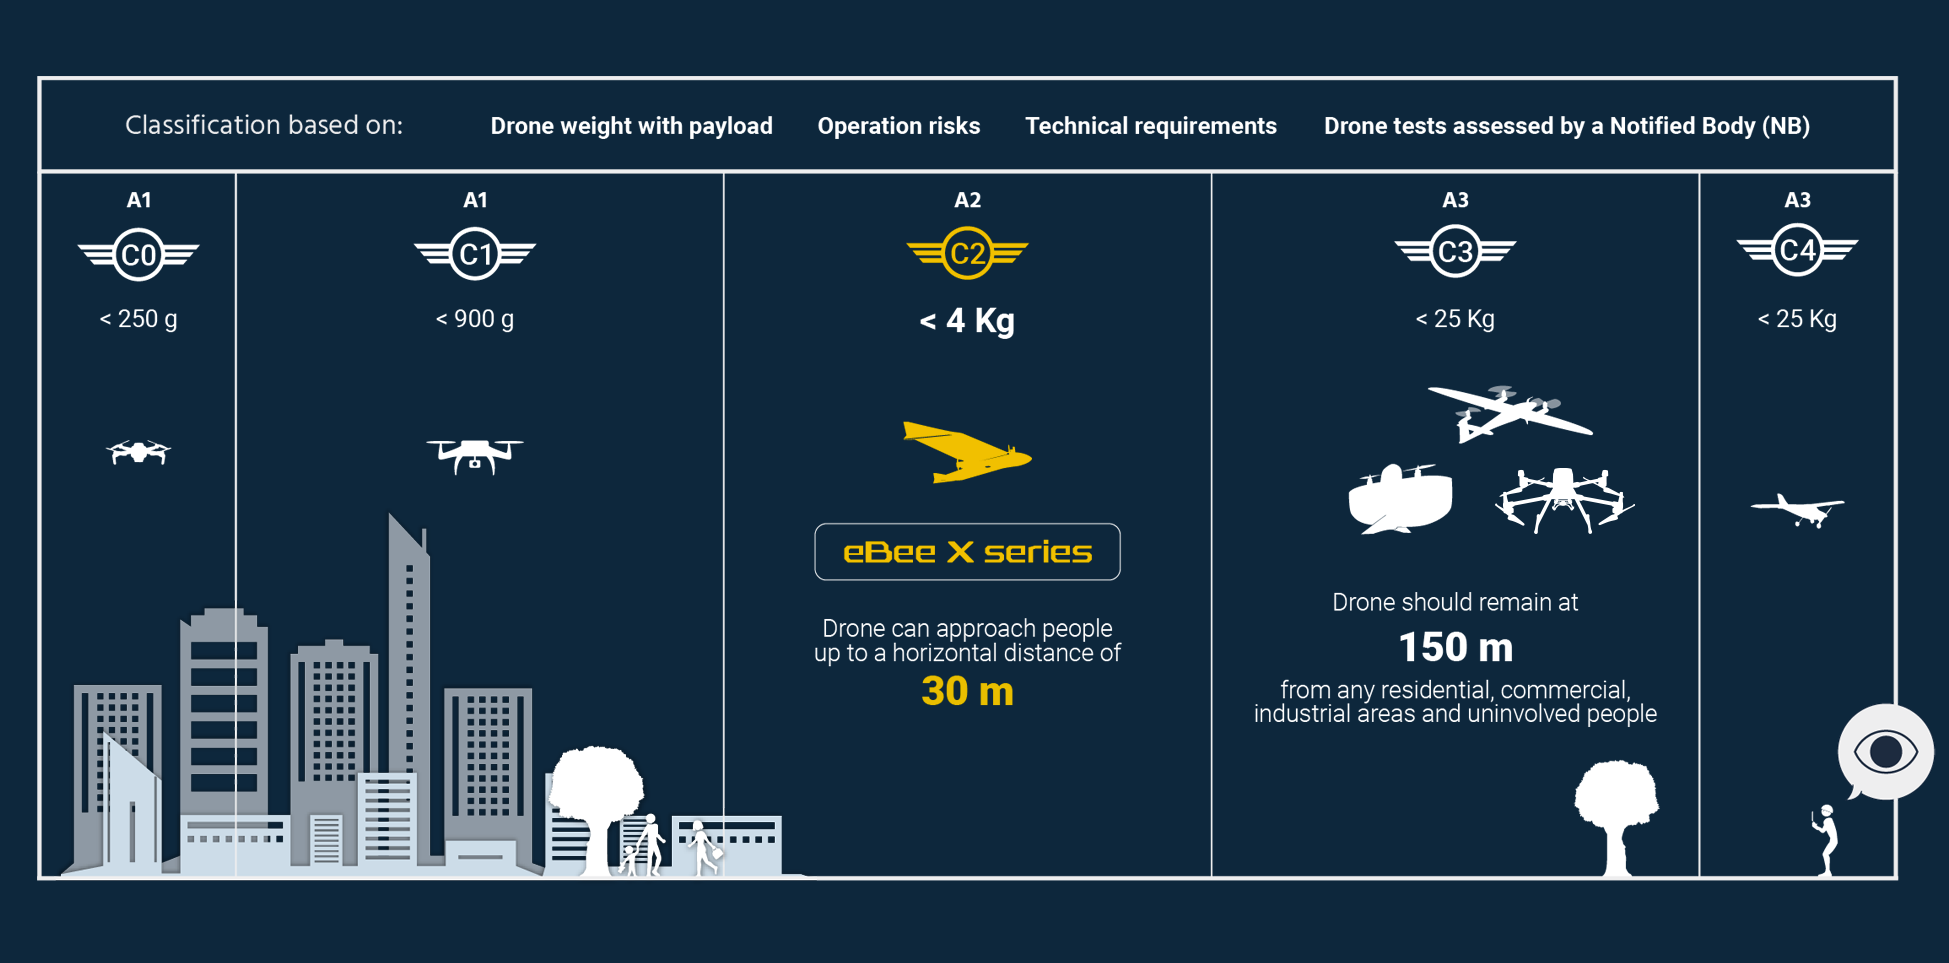 Classification based on: Drone weight with payload Operation risks Technical requirements Drone tests assessed by a Notified Body (NB)
A1
C0
< 250 g
A1
C1
< 900 g
A2
C2
< 4 Kg
eBee X series
Drone can approach people
up to a horizontal distance of
30 m
A3
C3
< 25 Kg
Drone should remain at
150 m
from any residential, commercial,
industrial areas and uninvolved people
A3
C4
< 25 Kg